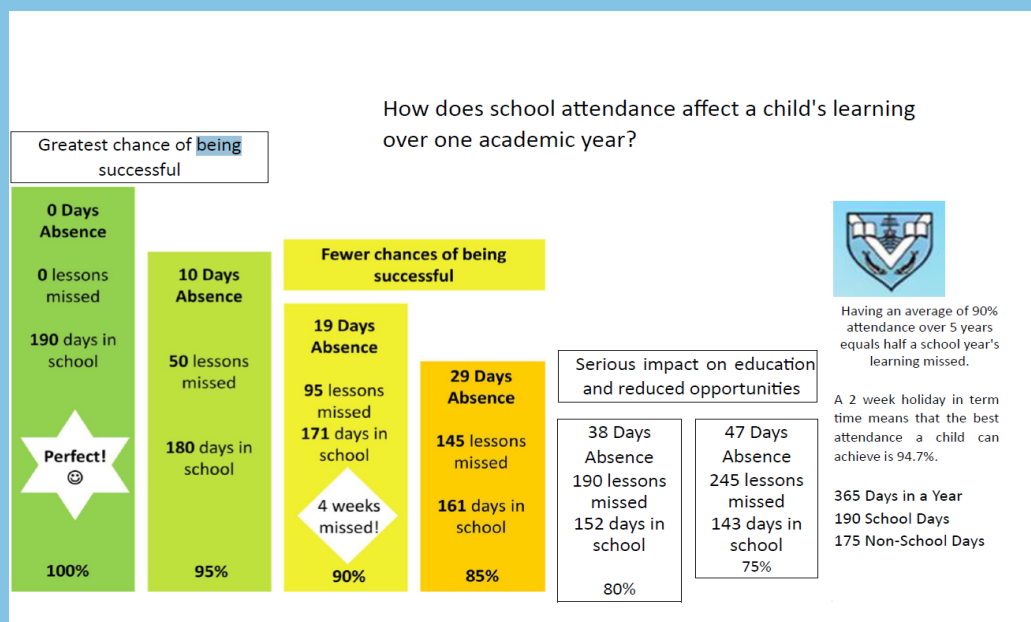 How does school attendance affect a child's learning
over one academic year?
Greatest chance of being
successful
0 Days
Absence
0 lessons
missed
190 days in
school
Perfect!
☺
100%
10 Days
Absence
50 lessons
missed
180 days in
school
95%
Fewer chances of being
successful
19 Days
Absence
95 lessons
missed
171 days in
school
4 weeks
missed!
90%
29 Days
Absence
145 lessons
missed
161 days in
school
85%
Serious impact on education
and reduced opportunities
38 Days
Absence
190 lessons
missed
152 days in
school
80%
47 Days
Absence
245 lessons
missed
143 days in
school
75%
Having an average of 90%
attendance over 5 years
equals half a school year's
learning missed.
A 2 week holiday in term
time means that the best
attendance a child can
achieve is 94.7%.
365 Days in a Year
190 School Days
175 Non-School Days